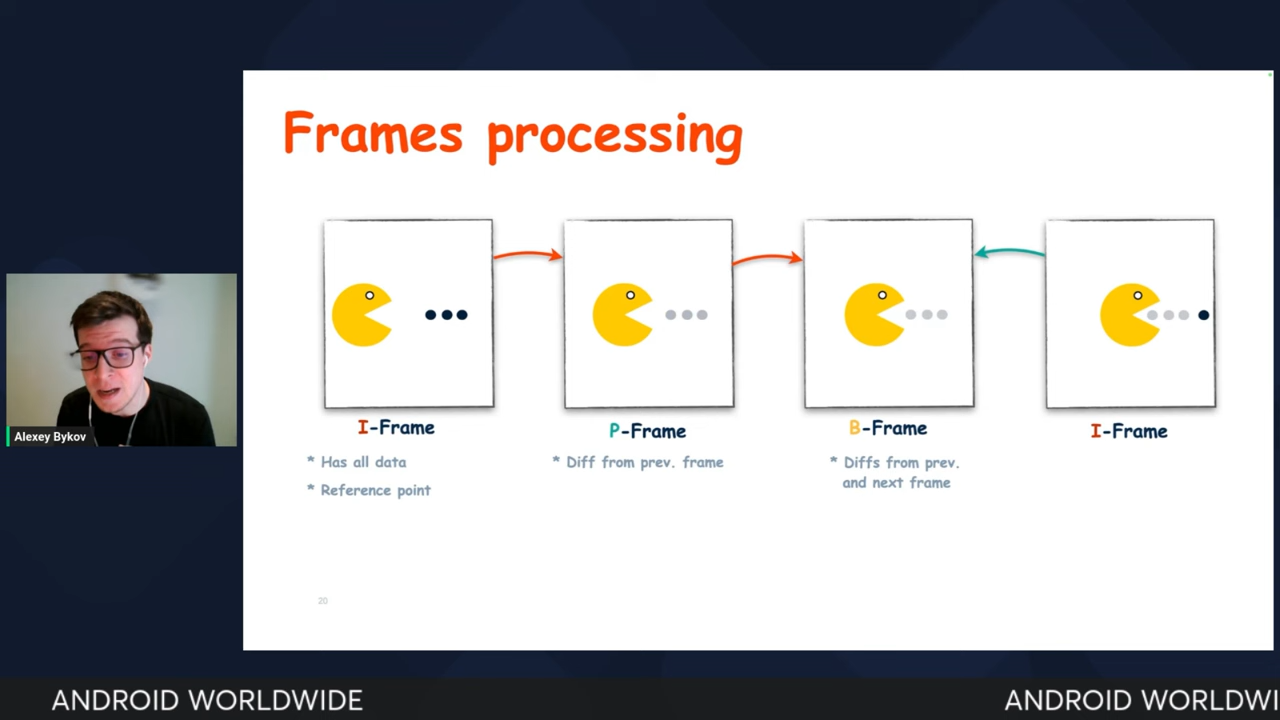 Frames processing
I-Frame
* Has all data
* Reference point
P-Frame
* Diff from prev. frame
B-Frame
* Diffs from prev.
and next frame
I-Frame
20
Alexey Bykov
ANDROID WORLDWIDE
ANDROID WORLDWI